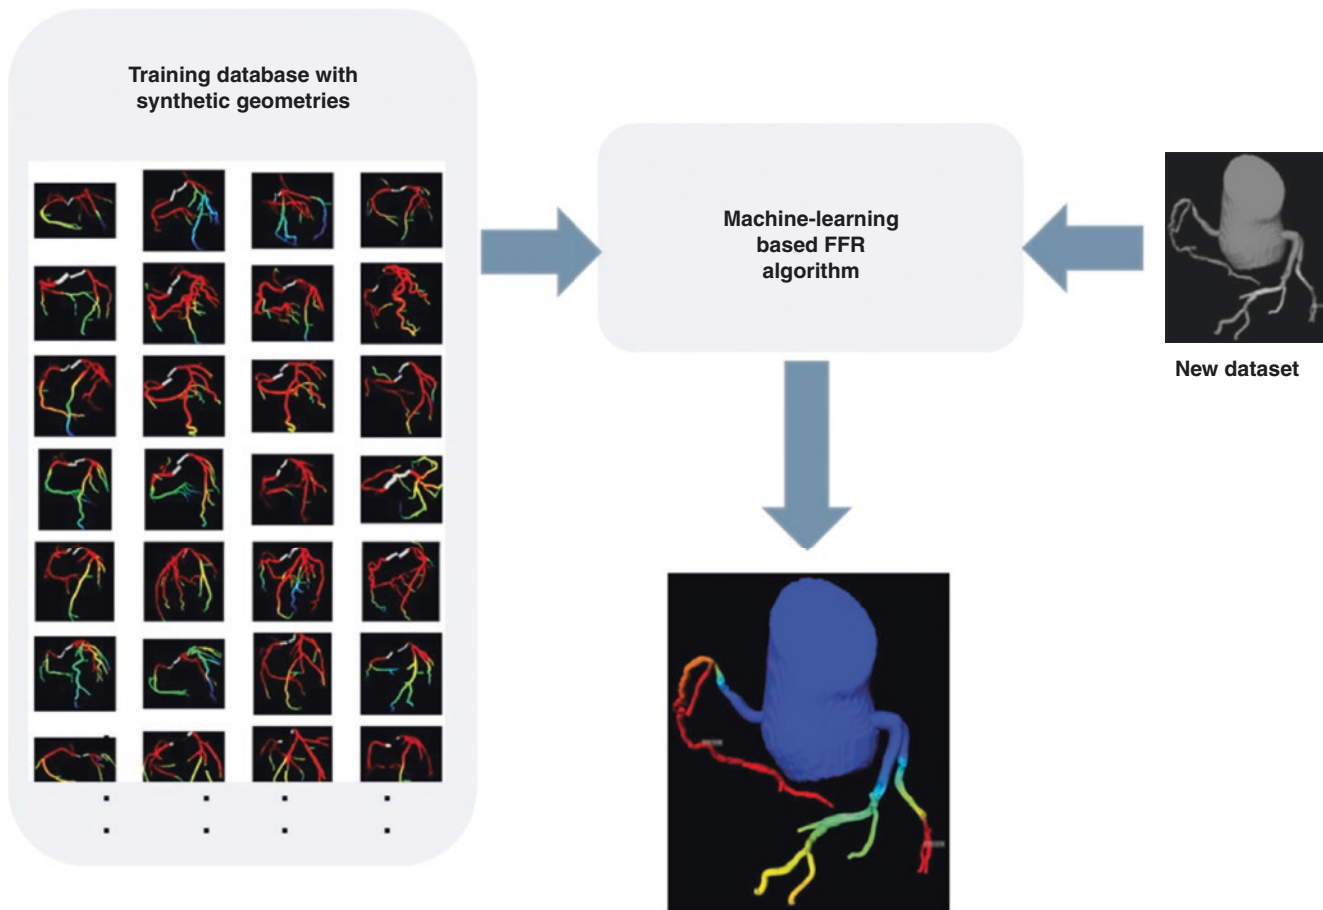 Training database with
synthetic geometries
Machine-learning
based FFR
algorithm
New dataset